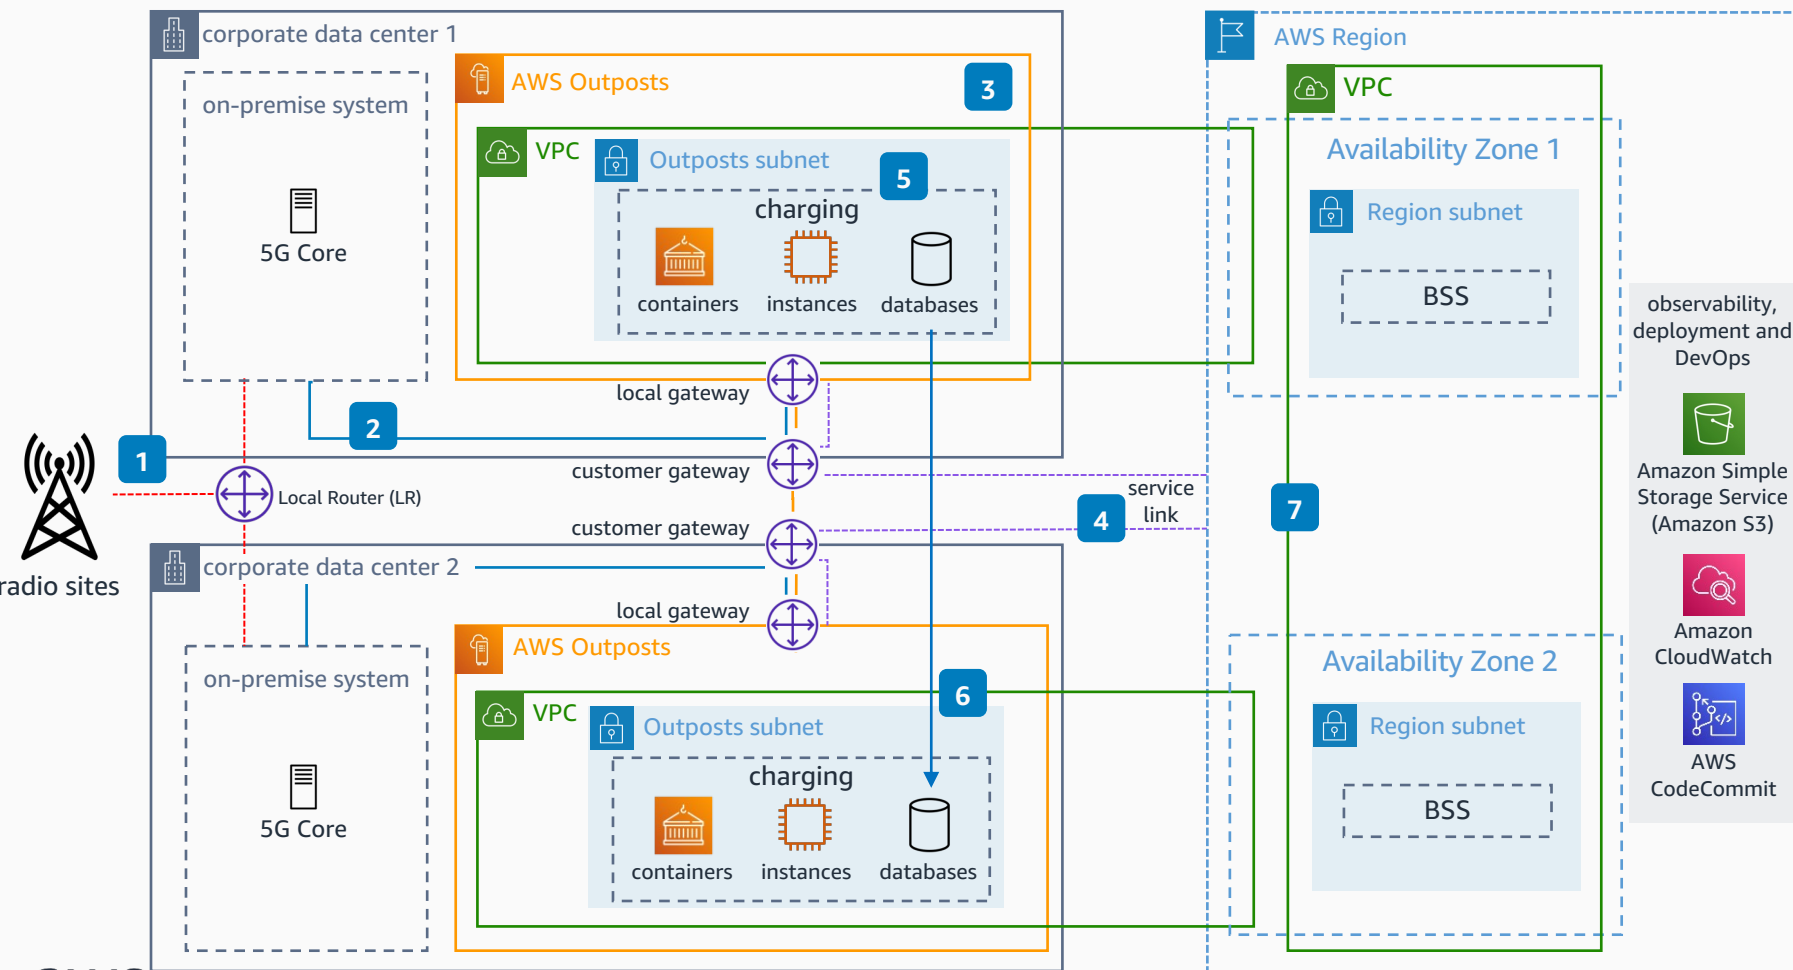 corporate data center 1
on-premise system
5G Core
AWS Outposts
3
VPC
Outposts subnet
5
charging
containers
instances
databases
local gateway
2
customer gateway
1
Local Router (LR)
radio sites
customer gateway
service
link
4
corporate data center 2
local gateway
on-premise system
5G Core
AWS Outposts
VPC
Outposts subnet
6
charging
containers
instances
databases
AWS Region
VPC
Availability Zone 1
Region subnet
BSS
7
Availability Zone 2
Region subnet
BSS
observability,
deployment and
DevOps
Amazon Simple
Storage Service
(Amazon S3)
Amazon
CloudWatch
AWS
CodeCommit